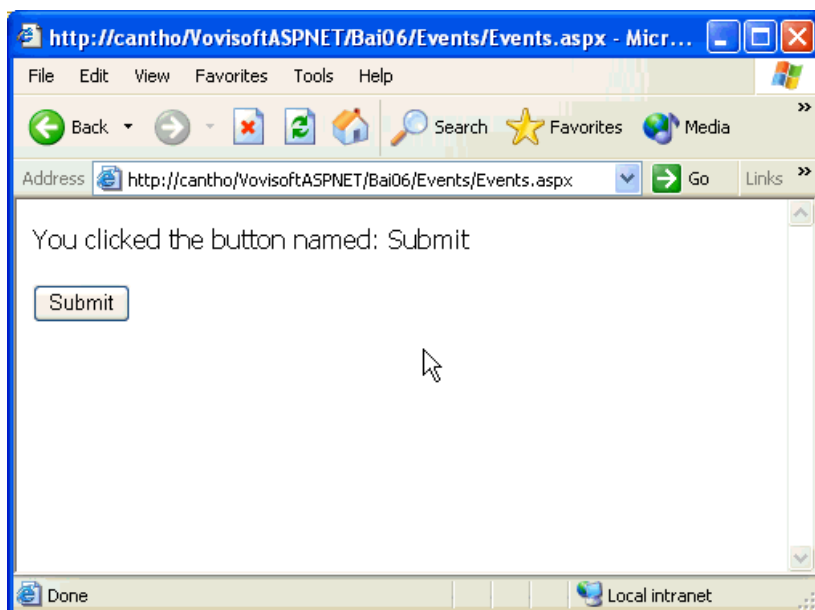 http://cantho/VovisoftASPNET/Bai06/Events/Events.aspx - Micr...
File Edit View Favorites Tools Help
Back Search Favorites Media »
Address http://cantho/VovisoftASPNET/Bai06/Events/Events.aspx Go Links »
You clicked the button named: Submit
Submit
Done Local intranet